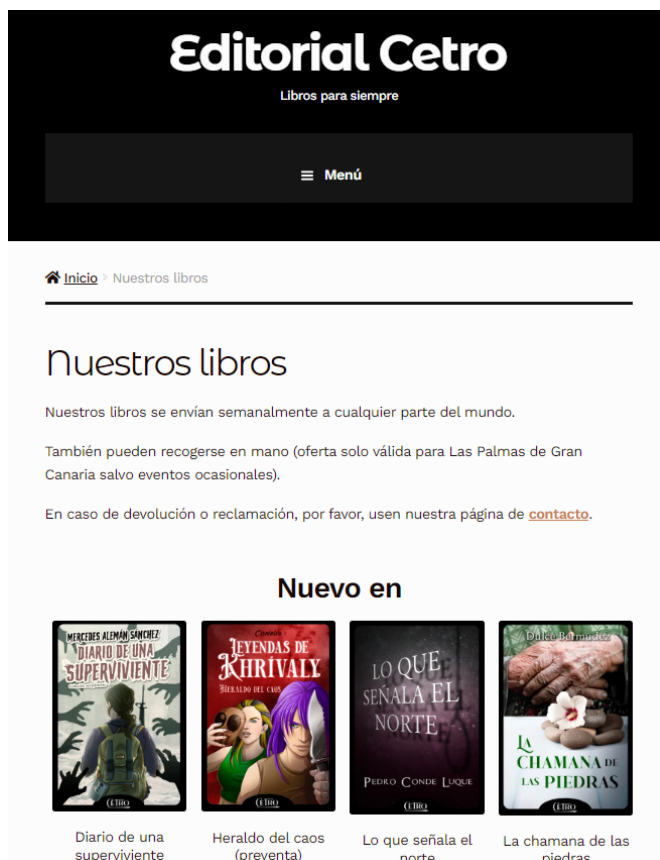 Editorial Cetro
Libros para siempre
Menú
Inicio
Nuestros libros
Nuestros libros
Nuestros libros se envían semanalmente a cualquier parte del mundo.
También pueden recogerse en mano (oferta solo válida para Las Palmas de Gran
Canaria salvo eventos ocasionales).
En caso de devolución o reclamación, por favor, usen nuestra página de contacto.
Nuevo en
MERCEDES ALEMÁN SÁNCHEZ
DIARIO DE UNA
SUPERVIVIENTE
CETRO
LEYENDAS DE
KHRIVALY
HERALDO DEL CAOS
CETRO
LO QUE
SEÑALA EL
NORTE
PEDRO CONDE LUQUE
CETRO
Dulce Bermúdez
LA
CHAMANA DE
LAS PIEDRAS
CETRO
Diario de una
superviviente
Heraldo del caos
(preventa)
Lo que señala el
norte
La chamana de las
piedras